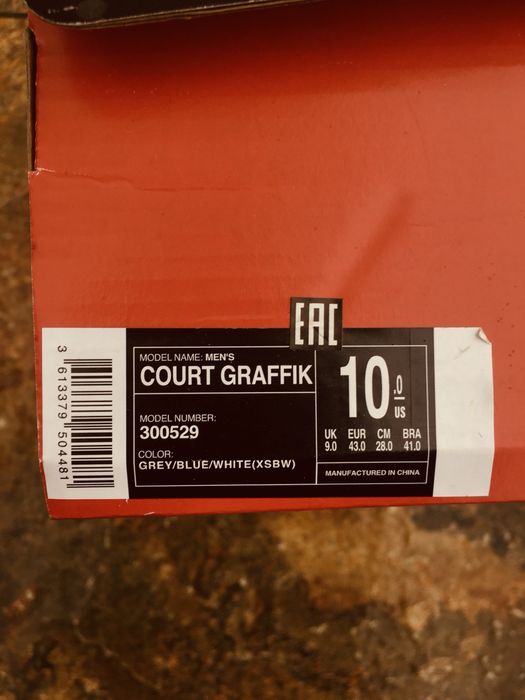 EAC
3 613379 504481
MODEL NAME: MEN'S
COURT GRAFFIK
MODEL NUMBER:
300529
COLOR:
GREY/BLUE/WHITE(XSBW)
10.0
US
UK EUR CM BRA
9.0 43.0 28.0 41.0
MANUFACTURED IN CHINA